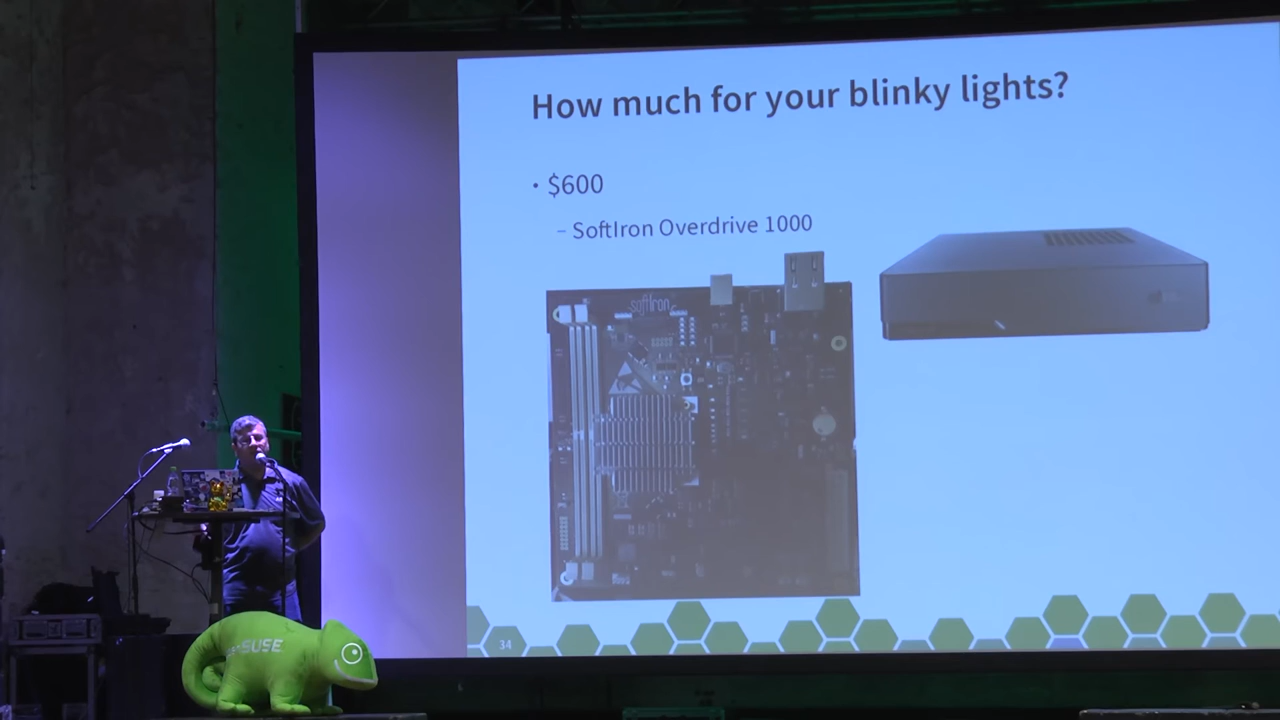 How much for your blinky lights?
• $600
– SoftIron Overdrive 1000
softIron
34
SUSE